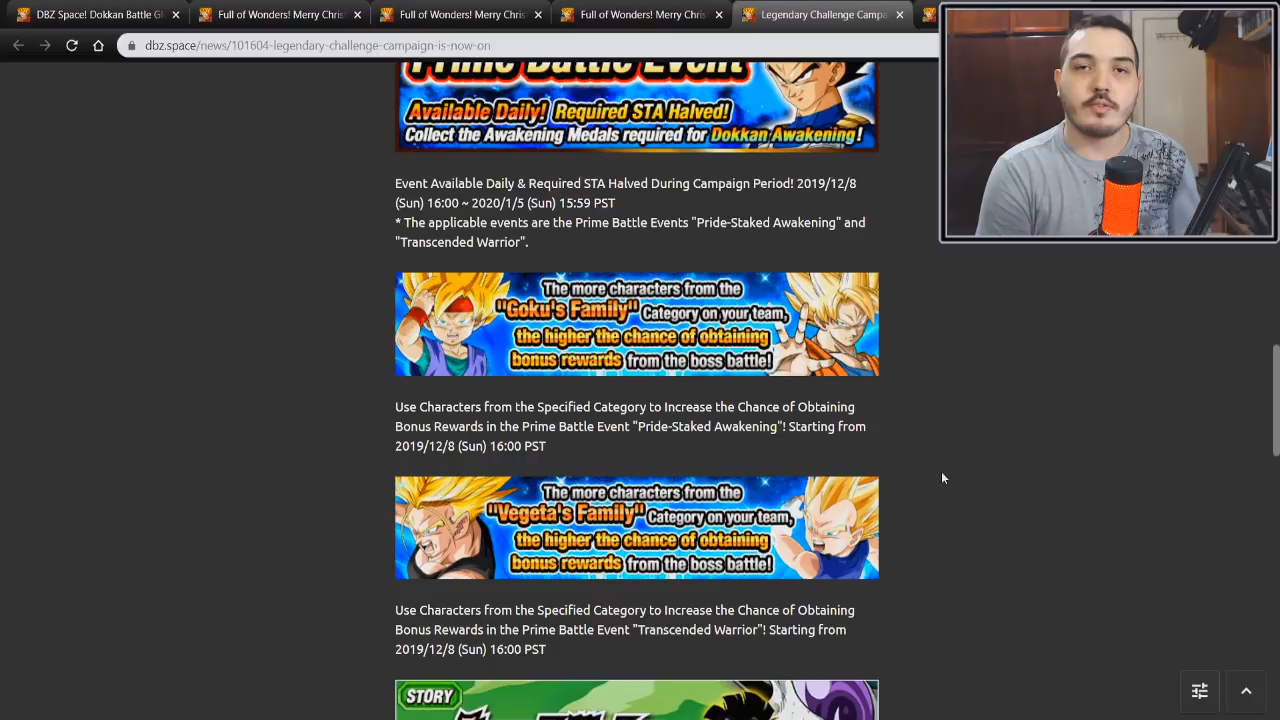 DBZ Space! Dokkan Battle Gl
Full of Wonders! Merry Chris
Full of Wonders! Merry Chris
Full of Wonders! Merry Chris
Legendary Challenge Campa
dbz.space/news/101604-legendary-challenge-campaign-is-now-on
Prime Battle Event
Available Daily! Required STA Halved!
Collect the Awakening Medals required for Dokkan Awakening!
Event Available Daily & Required STA Halved During Campaign Period! 2019/12/8
(Sun) 16:00 ~ 2020/1/5 (Sun) 15:59 PST
* The applicable events are the Prime Battle Events "Pride-Staked Awakening" and
"Transcended Warrior".
The more characters from the
"Goku's Family" Category on your team,
the higher the chance of obtaining
bonus rewards from the boss battle!
Use Characters from the Specified Category to Increase the Chance of Obtaining
Bonus Rewards in the Prime Battle Event "Pride-Staked Awakening"! Starting from
2019/12/8 (Sun) 16:00 PST
The more characters from the
"Vegeta's Family" Category on your team,
the higher the chance of obtaining
bonus rewards from the boss battle!
Use Characters from the Specified Category to Increase the Chance of Obtaining
Bonus Rewards in the Prime Battle Event "Transcended Warrior"! Starting from
2019/12/8 (Sun) 16:00 PST
STORY